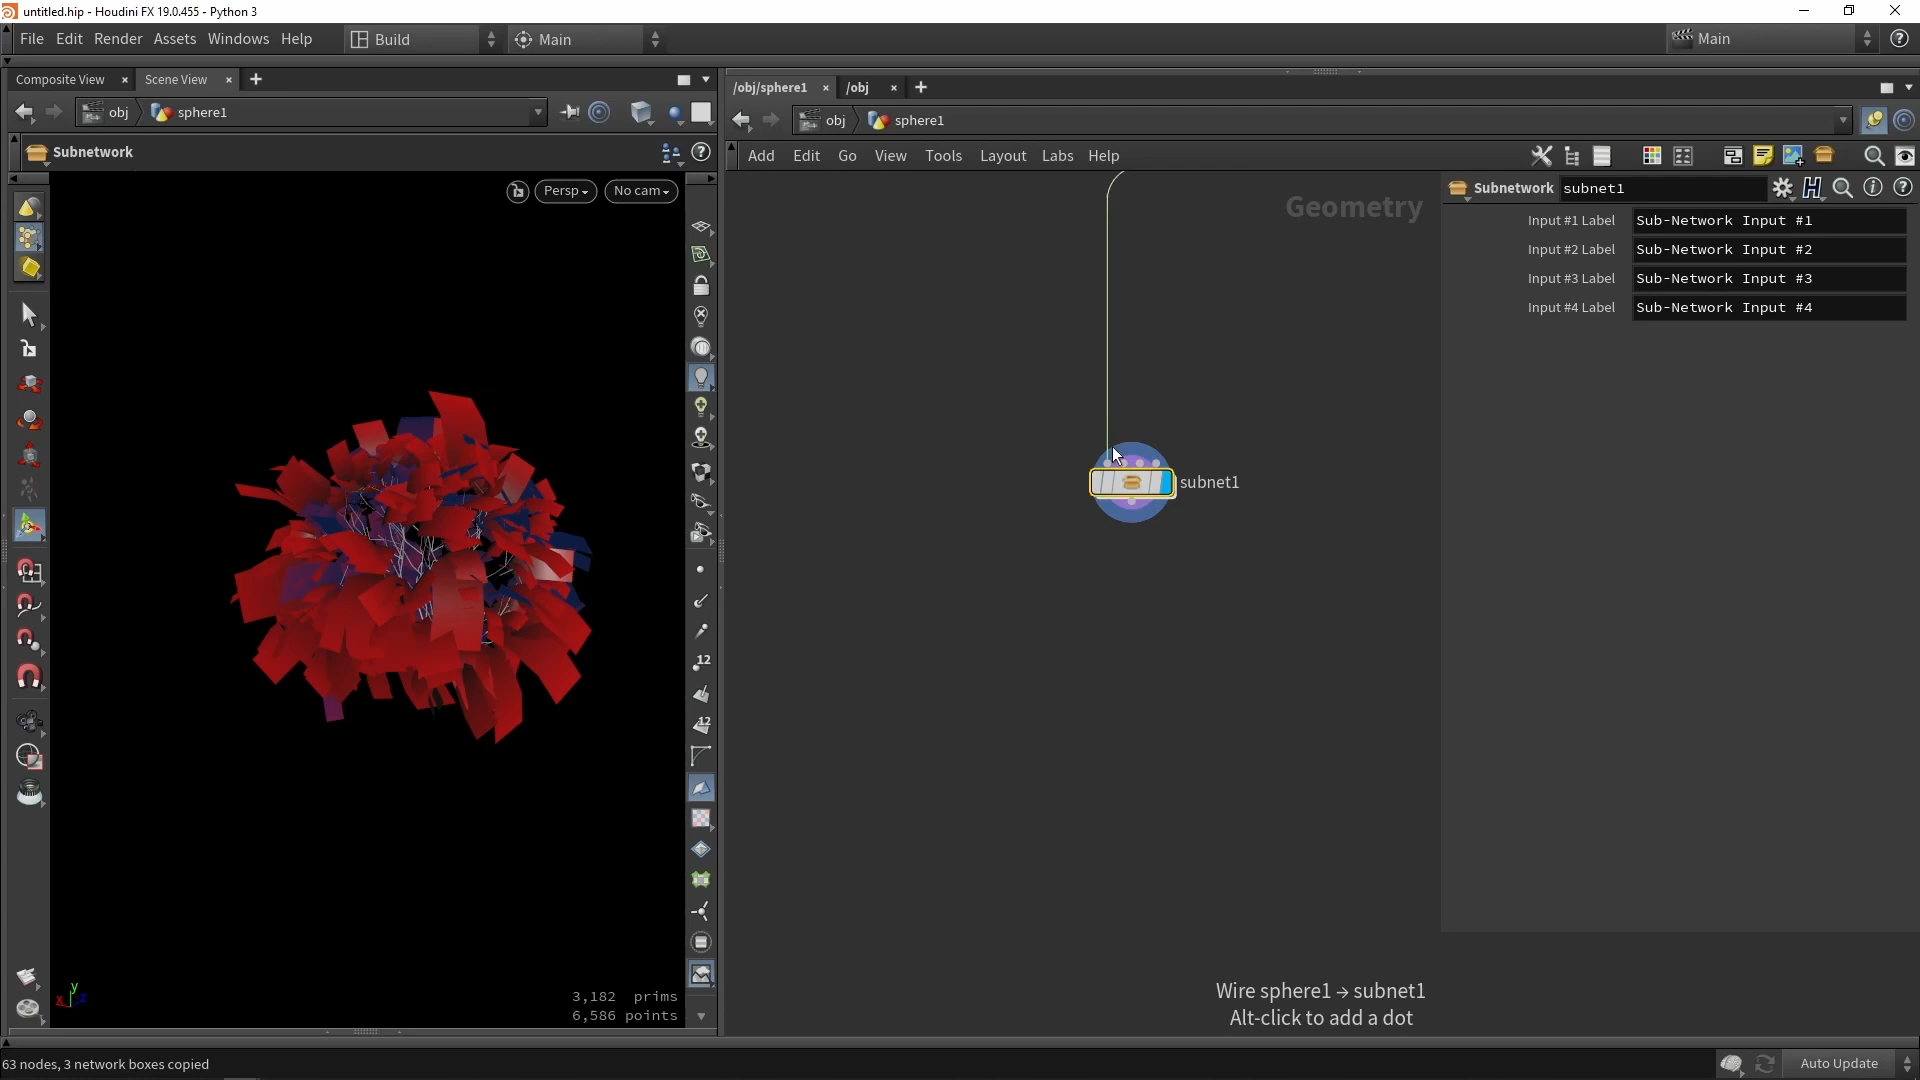 untitled.hip - Houdini FX 19.0.455 - Python 3
File Edit Render Assets Windows Help
Build
Main
Main
Composite View × Scene View × +
obj sphere1
Subnetwork
Persp
No cam
12
12
3,182 prims
6,586 points
y
x z
/obj/sphere1 × /obj × +
obj sphere1
Add Edit Go View Tools Layout Labs Help
Geometry
subnet1
Wire sphere1 → subnet1
Alt-click to add a dot
Subnetwork subnet1
Input #1 Label Sub-Network Input #1
Input #2 Label Sub-Network Input #2
Input #3 Label Sub-Network Input #3
Input #4 Label Sub-Network Input #4
63 nodes, 3 network boxes copied
Auto Update